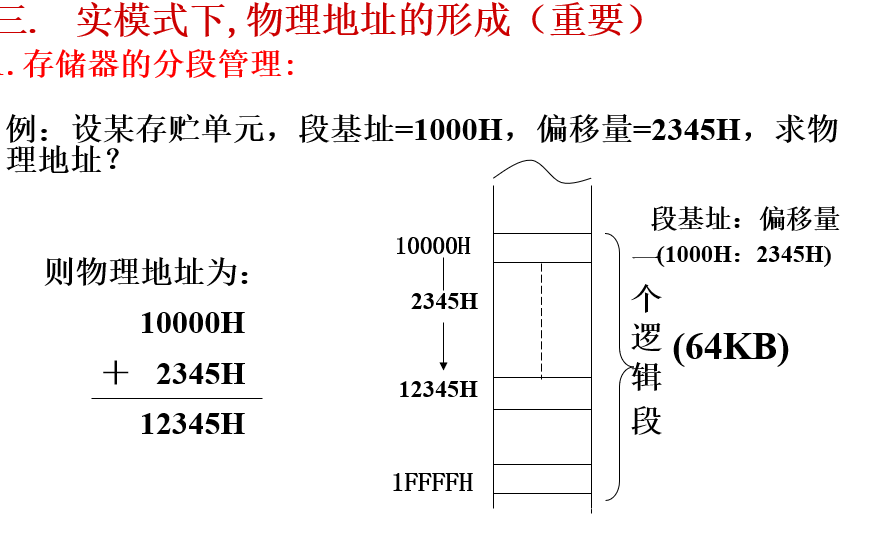 三. 实模式下,物理地址的形成（重要）
.存储器的分段管理:
例：设某存贮单元，段基址=1000H，偏移量=2345H，求物
理地址？
段基址：偏移量
(1000H：2345H)
10000H
则物理地址为：
2345H
一个逻辑段
(64KB)
10000H
＋ 2345H
12345H
12345H
1FFFFH